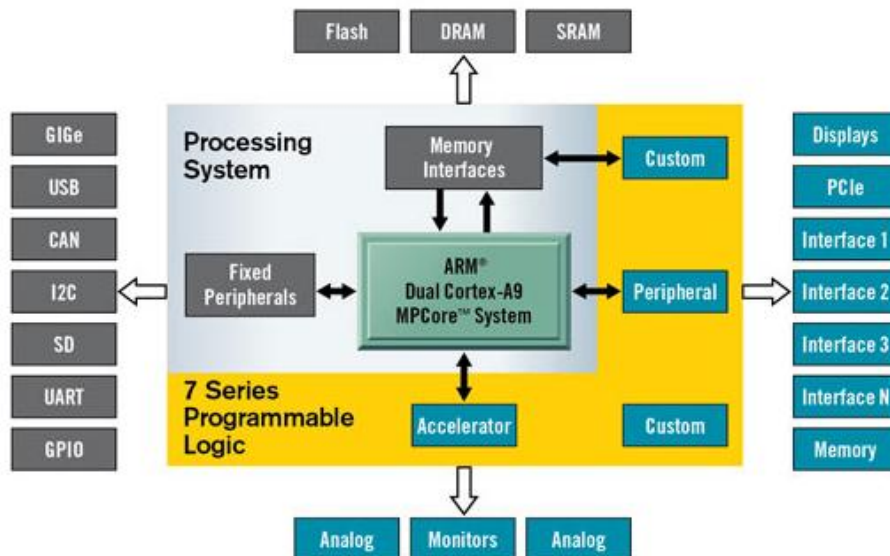 Flash
DRAM
SRAM
GIGe
USB
CAN
I2C
SD
UART
GPIO
Processing
System
Memory
Interfaces
Custom
Fixed
Peripherals
ARM®
Dual Cortex-A9
MPCore™ System
Peripheral
7 Series
Programmable
Logic
Accelerator
Custom
Displays
PCIe
Interface 1
Interface 2
Interface 3
Interface N
Memory
Analog
Monitors
Analog